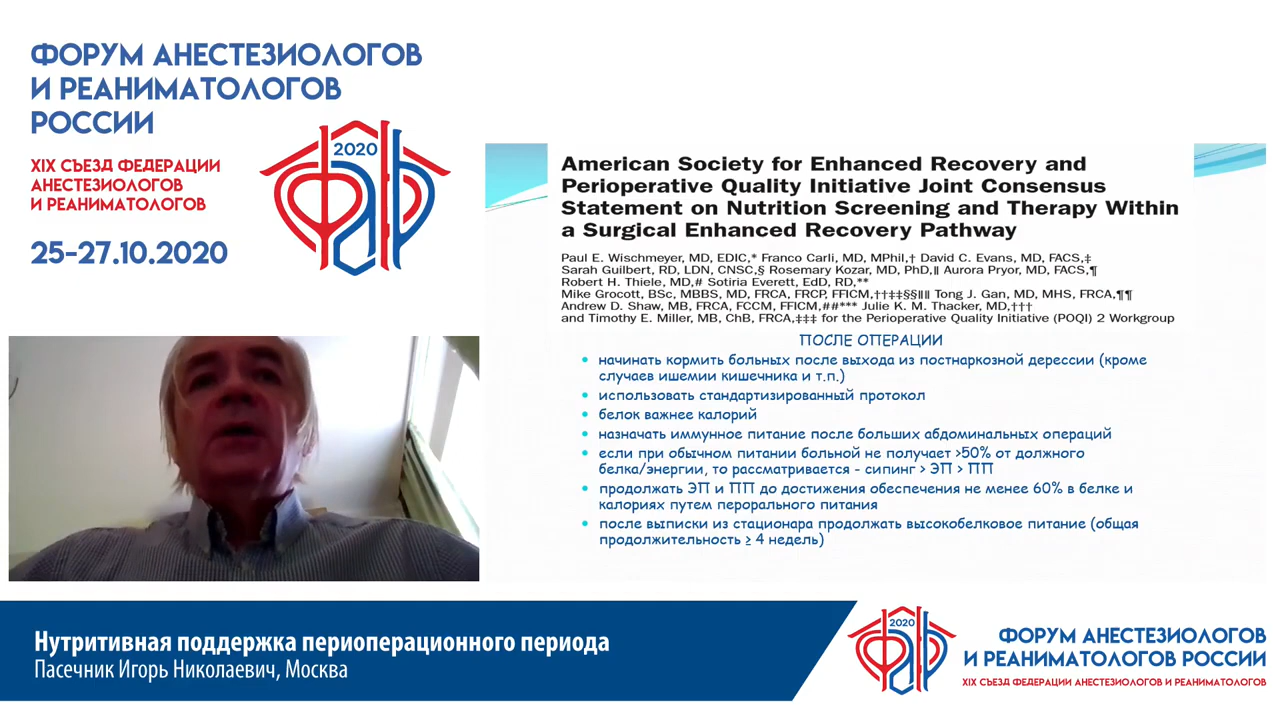 ФОРУМ АНЕСТЕЗИОЛОГОВ
И РЕАНИМАТОЛОГОВ
РОССИИ
XIX СЪЕЗД ФЕДЕРАЦИИ
АНЕСТЕЗИОЛОГОВ
И РЕАНИМАТОЛОГОВ
25-27.10.2020
2020
ФАР
American Society for Enhanced Recovery and
Perioperative Quality Initiative Joint Consensus
Statement on Nutrition Screening and Therapy Within
a Surgical Enhanced Recovery Pathway
Paul E. Wischmeyer, MD, EDIC,* Franco Carli, MD, MPhil,† David C. Evans, MD, FACS,‡
Sarah Guilbert, RD, LDN, CNSC,§ Rosemary Kozar, MD, PhD,ǁ Aurora Pryor, MD, FACS,¶
Robert H. Thiele, MD,# Sotiria Everett, EdD, RD,**
Mike Grocott, BSc, MBBS, MD, FRCA, FRCP, FFICM,††‡‡§§ǁǁ Tong J. Gan, MD, MHS, FRCA,¶¶
Andrew D. Shaw, MB, FRCA, FCCM, FFICM,##*** Julie K. M. Thacker, MD,†††
and Timothy E. Miller, MB, ChB, FRCA,‡‡‡ for the Perioperative Quality Initiative (POQI) 2 Workgroup
ПОСЛЕ ОПЕРАЦИИ
• начинать кормить больных после выхода из постнаркозной дерессии (кроме
случаев ишемии кишечника и т.п.)
• использовать стандартизированный протокол
• белок важнее калорий
• назначать иммунное питание после больших абдоминальных операций
• если при обычном питании больной не получает >50% от должного
белка/энергии, то рассматривается - сипинг > ЭП > ПП
• продолжать ЭП и ПП до достижения обеспечения не менее 60% в белке и
калориях путем перорального питания
• после выписки из стационара продолжать высокобелковое питание (общая
продолжительность ≥ 4 недель)
Нутритивная поддержка периоперационного периода
Пасечник Игорь Николаевич, Москва
2020
ФАР
ФОРУМ АНЕСТЕЗИОЛОГОВ
И РЕАНИМАТОЛОГОВ РОССИИ
XIX СЪЕЗД ФЕДЕРАЦИИ АНЕСТЕЗИОЛОГОВ И РЕАНИМАТОЛОГОВ